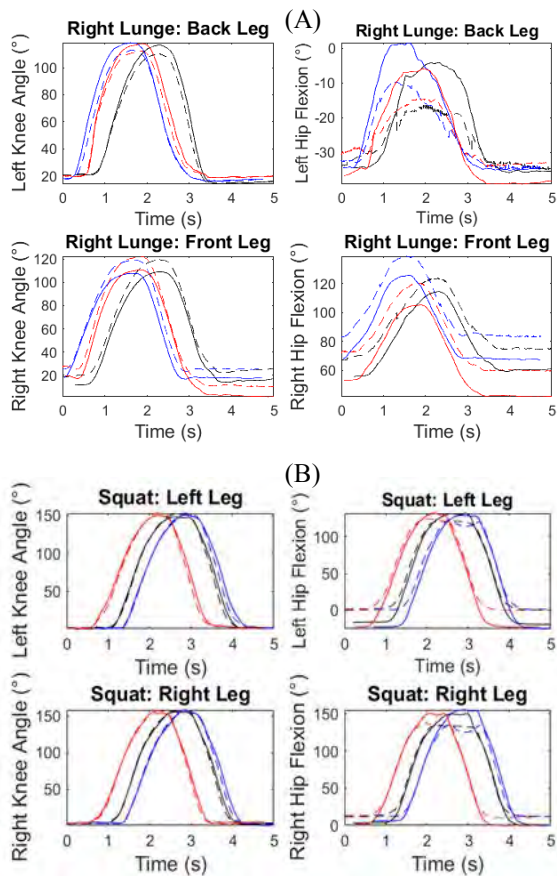 (A)
Right Lunge: Back Leg
Left Knee Angle (°)
100
80
60
40
20
0 1 2 3 4 5
Time (s)
Right Lunge: Back Leg
Left Hip Flexion (°)
0
-10
-20
-30
0 1 2 3 4 5
Time (s)
Right Lunge: Front Leg
Right Knee Angle (°)
120
100
80
60
40
20
0 1 2 3 4 5
Time (s)
Right Lunge: Front Leg
Right Hip Flexion (°)
120
100
80
60
0 1 2 3 4 5
Time (s)
(B)
Squat: Left Leg
Left Knee Angle (°)
150
100
50
0 1 2 3 4 5
Time (s)
Squat: Left Leg
Left Hip Flexion (°)
100
50
0
0 1 2 3 4 5
Time (s)
Squat: Right Leg
Right Knee Angle (°)
150
100
50
0 1 2 3 4 5
Time (s)
Squat: Right Leg
Right Hip Flexion (°)
150
100
50
0
0 1 2 3 4 5
Time (s)